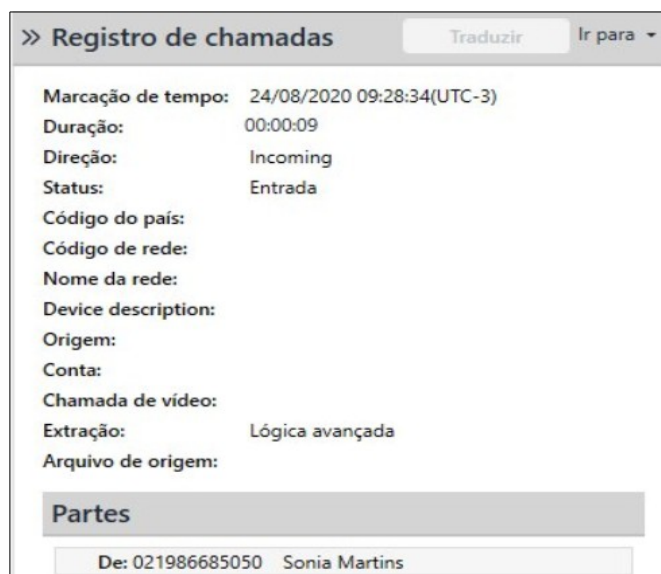 » Registro de chamadas Traduzir Ir para
Marcação de tempo: 24/08/2020 09:28:34(UTC-3)
Duração: 00:00:09
Direção: Incoming
Status: Entrada
Código do país:
Código de rede:
Nome da rede:
Device description:
Origem:
Conta:
Chamada de vídeo:
Extração: Lógica avançada
Arquivo de origem:
Partes
De: 021986685050 Sonia Martins